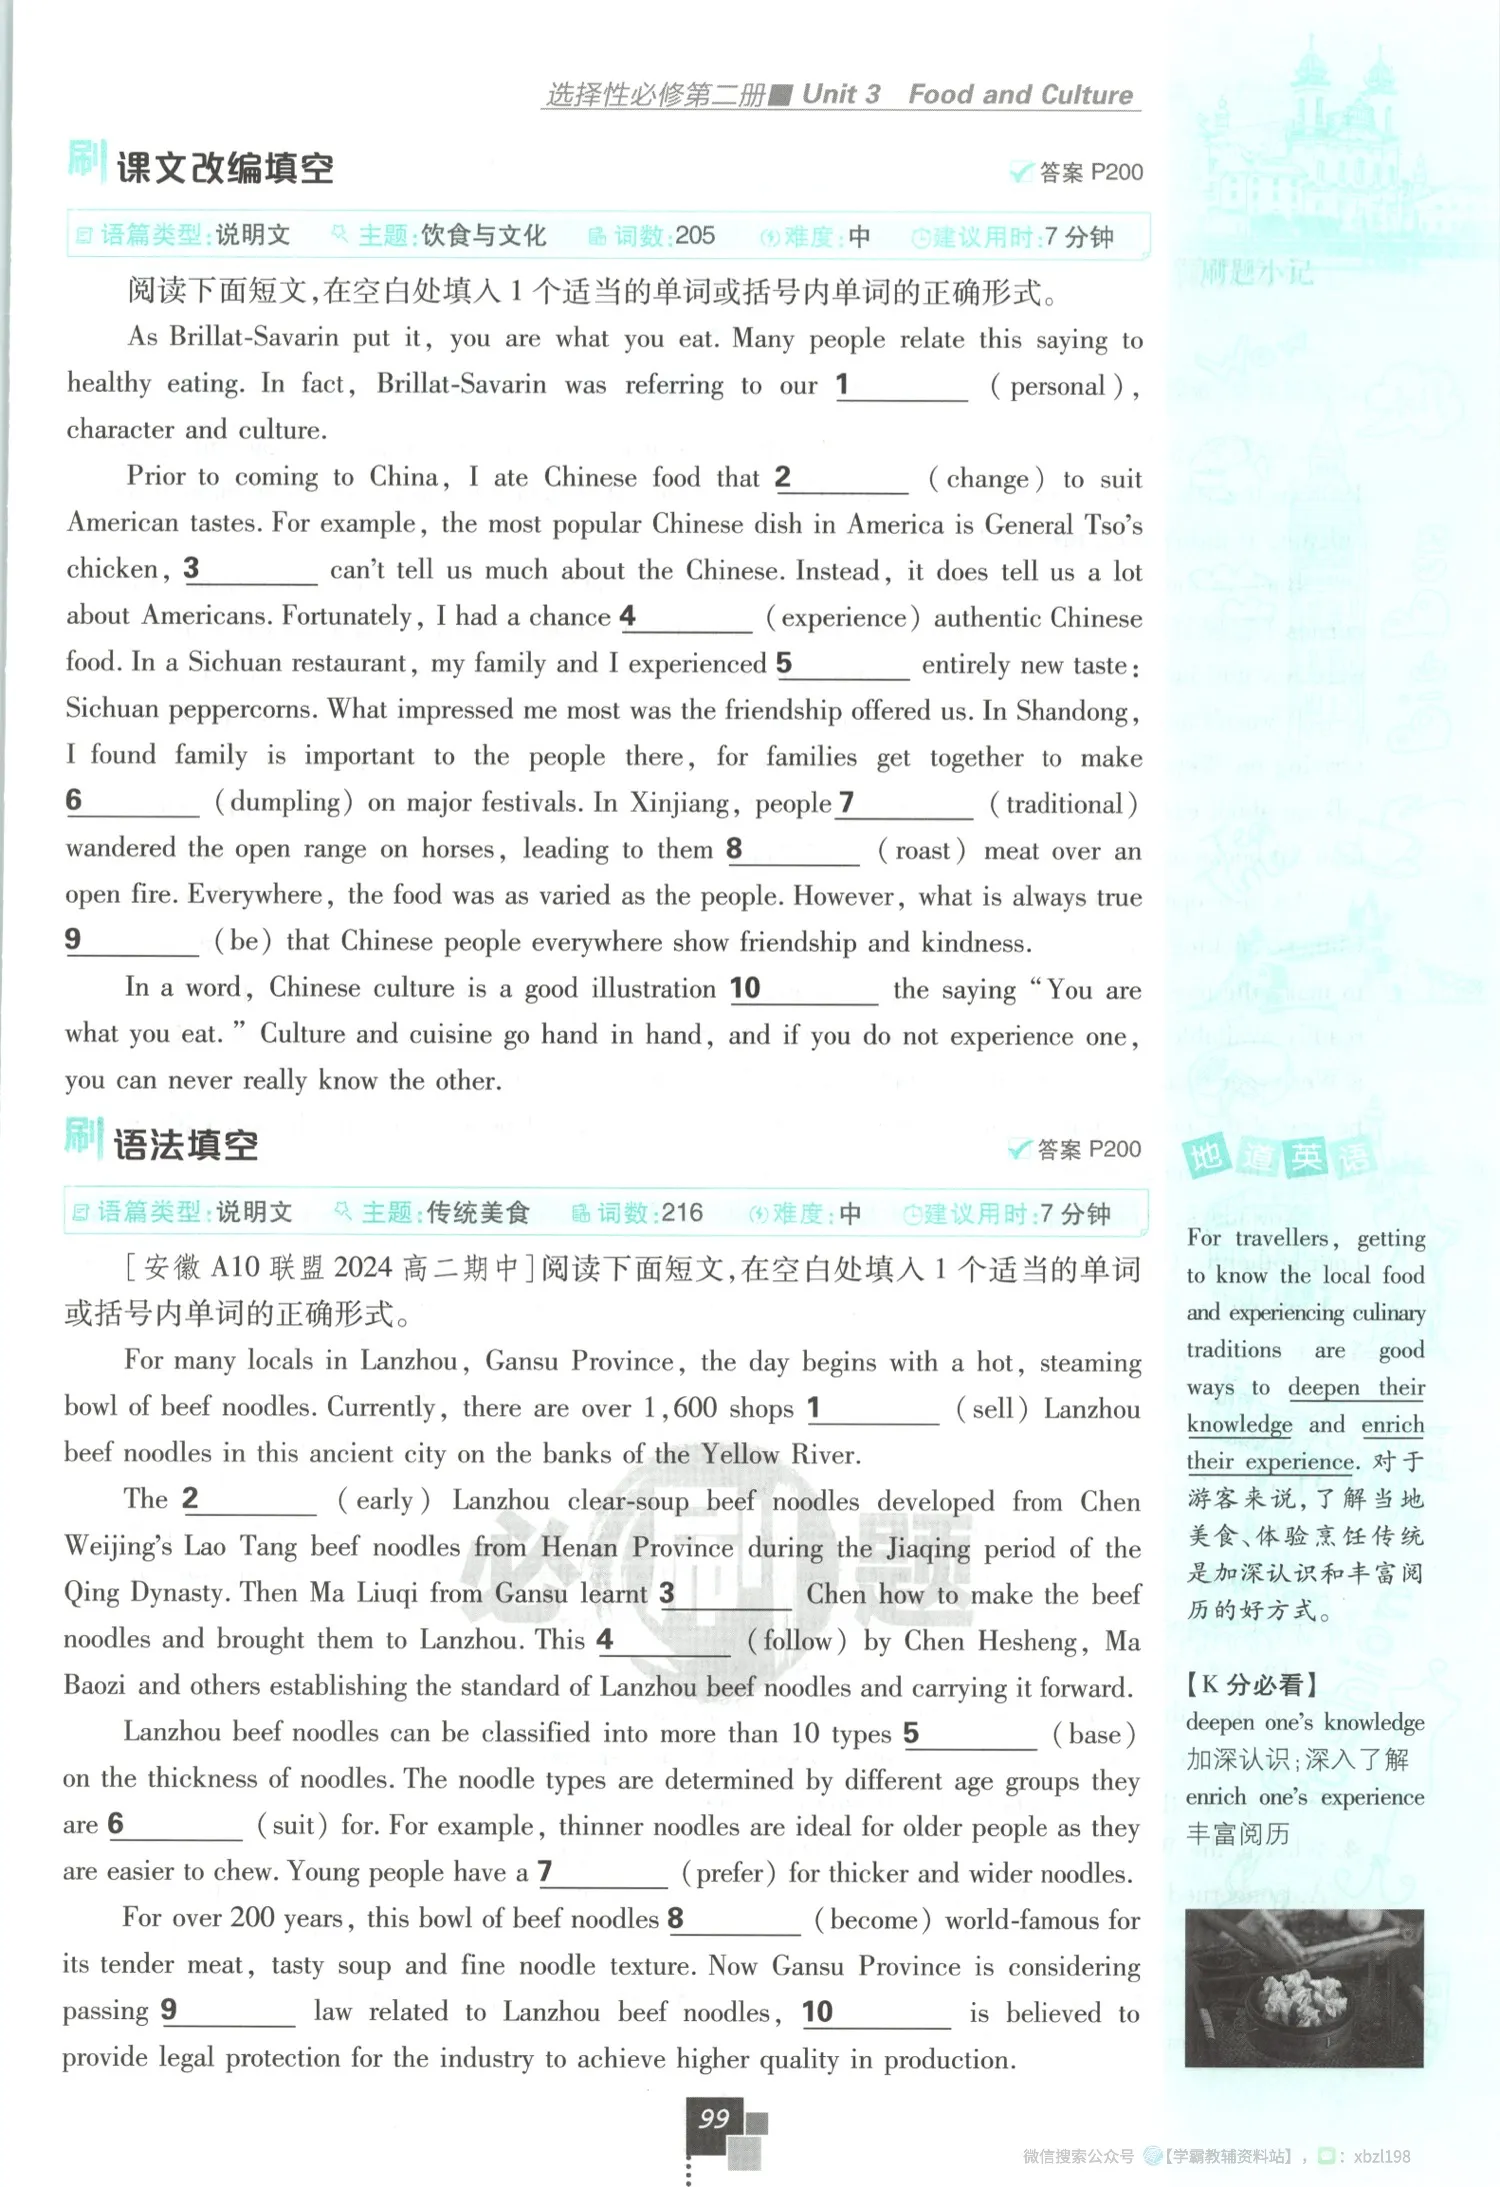 选择性必修第二册 Unit 3 Food and Culture
刷 课文改编填空
答案 P200
语篇类型:说明文 主题:饮食与文化 词数:205 难度:中 建议用时:7 分钟
刷题小记
阅读下面短文,在空白处填入 1 个适当的单词或括号内单词的正确形式。
As Brillat-Savarin put it, you are what you eat. Many people relate this saying to
healthy eating. In fact, Brillat-Savarin was referring to our 1 (personal),
character and culture.
Prior to coming to China, I ate Chinese food that 2 (change) to suit
American tastes. For example, the most popular Chinese dish in America is General Tso's
chicken, 3 can't tell us much about the Chinese. Instead, it does tell us a lot
about Americans. Fortunately, I had a chance 4 (experience) authentic Chinese
food. In a Sichuan restaurant, my family and I experienced 5 entirely new taste:
Sichuan peppercorns. What impressed me most was the friendship offered us. In Shandong,
I found family is important to the people there, for families get together to make
6 (dumpling) on major festivals. In Xinjiang, people 7 (traditional)
wandered the open range on horses, leading to them 8 (roast) meat over an
open fire. Everywhere, the food was as varied as the people. However, what is always true
9 (be) that Chinese people everywhere show friendship and kindness.
In a word, Chinese culture is a good illustration 10 the saying "You are
what you eat." Culture and cuisine go hand in hand, and if you do not experience one,
you can never really know the other.
刷 语法填空
答案 P200
语篇类型:说明文 主题:传统美食 词数:216 难度:中 建议用时:7 分钟
[安徽 A10 联盟 2024 高二期中]阅读下面短文,在空白处填入 1 个适当的单词
或括号内单词的正确形式。
For many locals in Lanzhou, Gansu Province, the day begins with a hot, steaming
bowl of beef noodles. Currently, there are over 1,600 shops 1 (sell) Lanzhou
beef noodles in this ancient city on the banks of the Yellow River.
The 2 (early) Lanzhou clear-soup beef noodles developed from Chen
Weijing's Lao Tang beef noodles from Henan Province during the Jiaqing period of the
Qing Dynasty. Then Ma Liuqi from Gansu learnt 3 Chen how to make the beef
noodles and brought them to Lanzhou. This 4 (follow) by Chen Hesheng, Ma
Baozi and others establishing the standard of Lanzhou beef noodles and carrying it forward.
Lanzhou beef noodles can be classified into more than 10 types 5 (base)
on the thickness of noodles. The noodle types are determined by different age groups they
are 6 (suit) for. For example, thinner noodles are ideal for older people as they
are easier to chew. Young people have a 7 (prefer) for thicker and wider noodles.
For over 200 years, this bowl of beef noodles 8 (become) world-famous for
its tender meat, tasty soup and fine noodle texture. Now Gansu Province is considering
passing 9 law related to Lanzhou beef noodles, 10 is believed to
provide legal protection for the industry to achieve higher quality in production.
必刷题
地道英语
For travellers, getting
to know the local food
and experiencing culinary
traditions are good
ways to deepen their
knowledge and enrich
their experience. 对于
游客来说,了解当地
美食、体验烹饪传统
是加深认识和丰富阅
历的好方式。
【K 分必看】
deepen one's knowledge
加深认识;深入了解
enrich one's experience
丰富阅历
99
微信搜索公众号【学霸教辅资料站】,: xbzl198